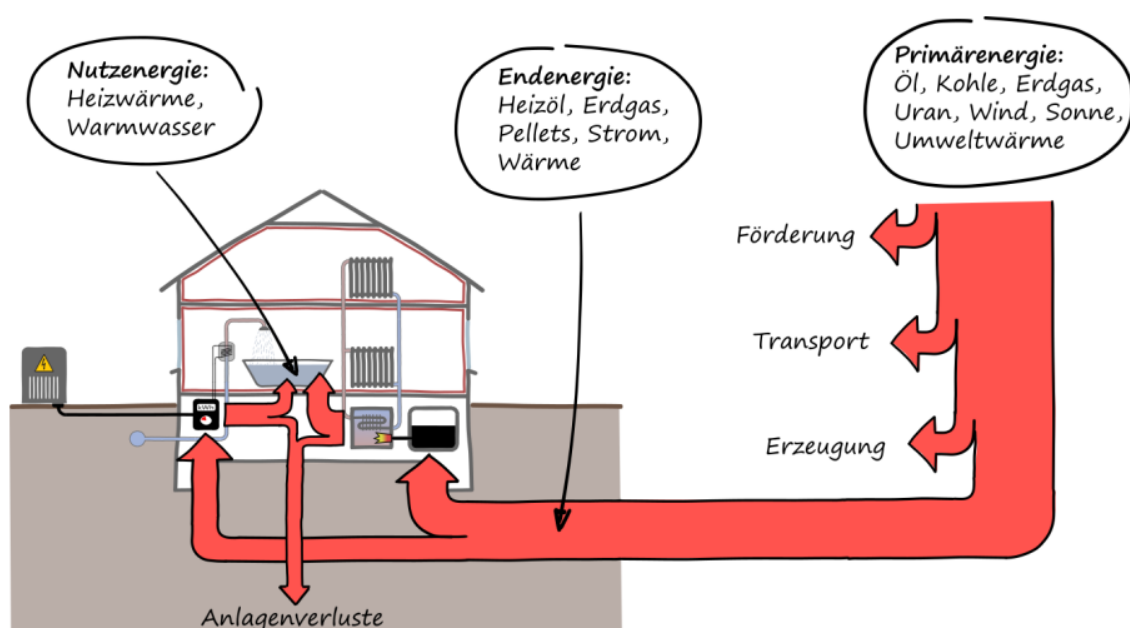 Nutzenergie:
Heizwärme,
Warmwasser
Endenergie:
Heizöl, Erdgas,
Pellets, Strom,
Wärme
Primärenergie:
Öl, Kohle, Erdgas,
Uran, Wind, Sonne,
Umweltwärme
Förderung
Transport
Erzeugung
kWh
Anlagenverluste